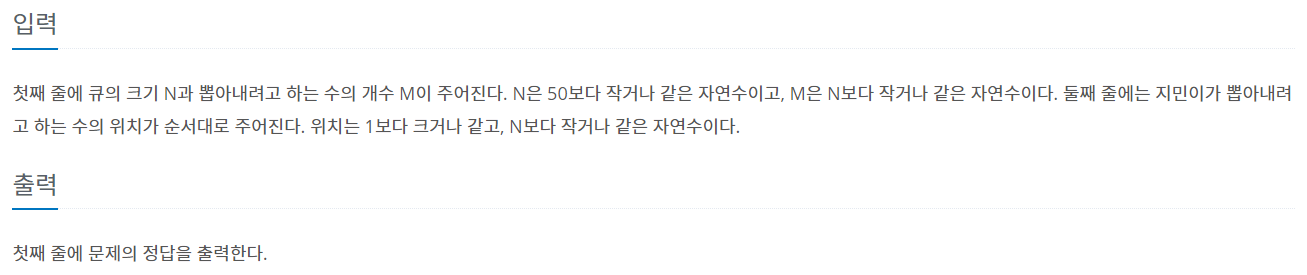 입력
첫째 줄에 큐의 크기 N과 뽑아내려고 하는 수의 개수 M이 주어진다. N은 50보다 작거나 같은 자연수이고, M은 N보다 작거나 같은 자연수이다. 둘째 줄에는 지민이가 뽑아내려
고 하는 수의 위치가 순서대로 주어진다. 위치는 1보다 크거나 같고, N보다 작거나 같은 자연수이다.
출력
첫째 줄에 문제의 정답을 출력한다.